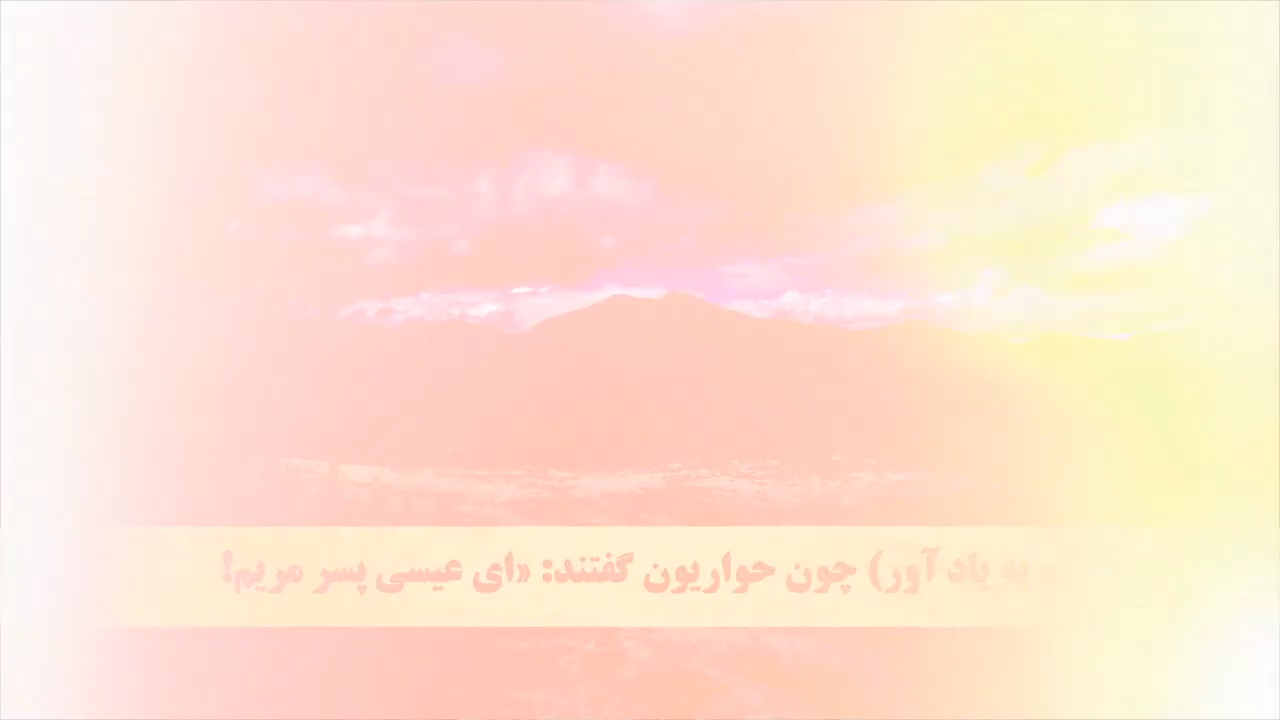 به یاد آور) چون حواریون گفتند: «ای عیسی پسر مریم!